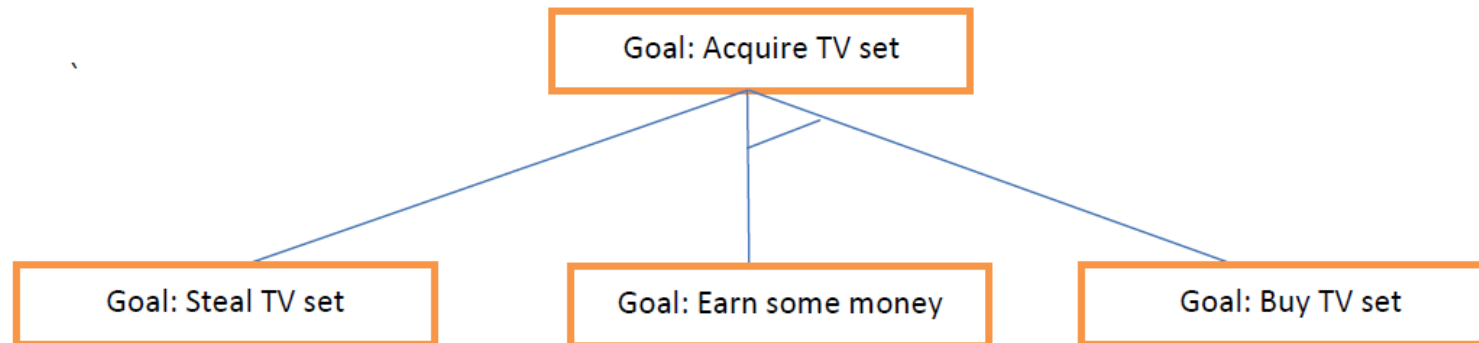 Goal: Acquire TV set
`
Goal: Steal TV set
Goal: Earn some money
Goal: Buy TV set